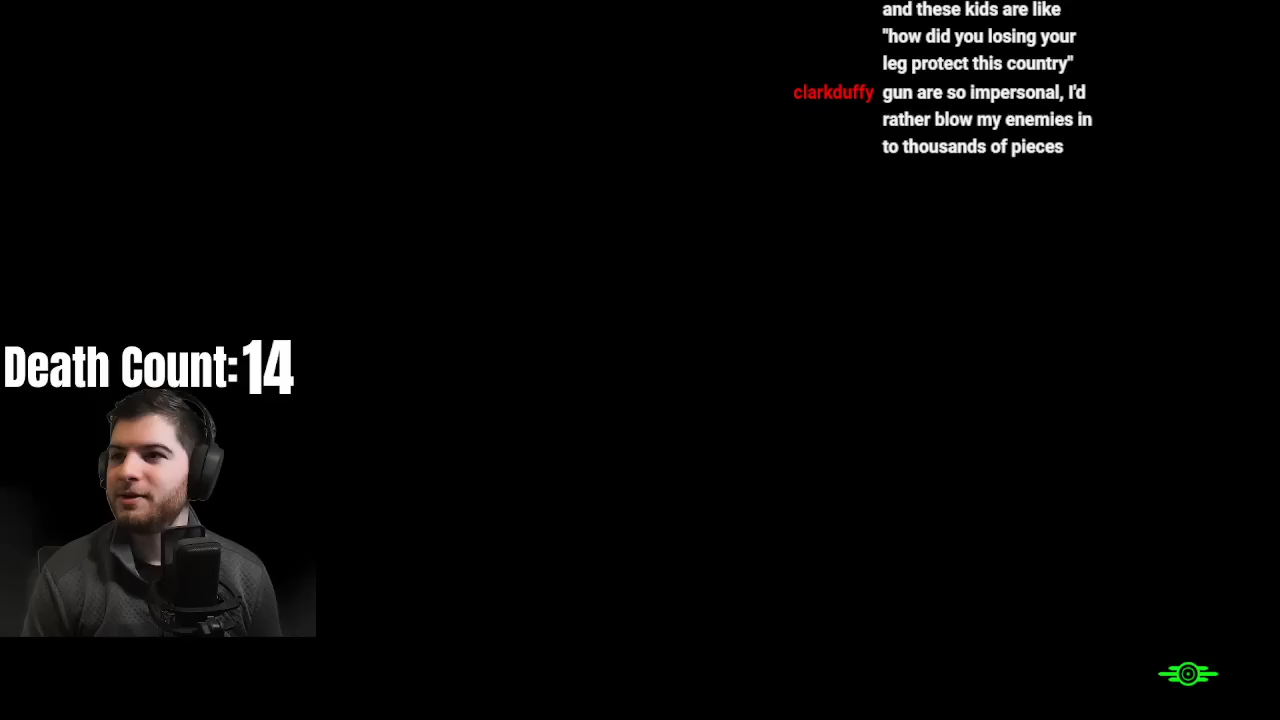 and these kids are like
"how did you losing your
leg protect this country"
clarkduffy gun are so impersonal, I'd
rather blow my enemies in
to thousands of pieces
Death Count: 14